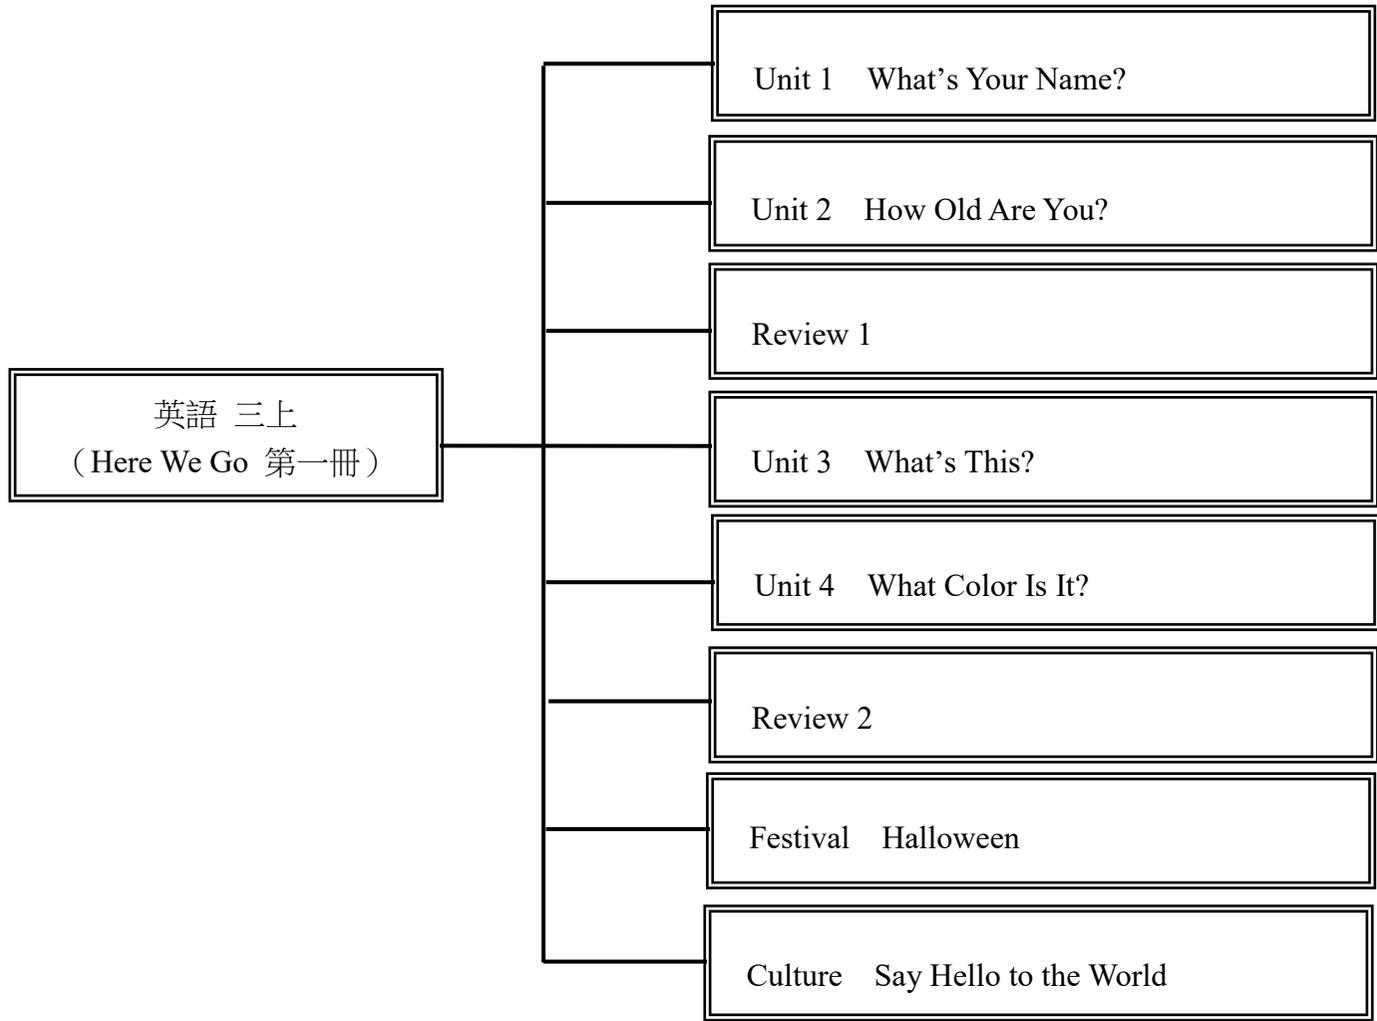 Unit 1 What’s Your Name?
Unit 2 How Old Are You?
Review 1
英語 三上
（Here We Go 第一冊）
Unit 3 What’s This?
Unit 4 What Color Is It?
Review 2
Festival Halloween
Culture Say Hello to the World